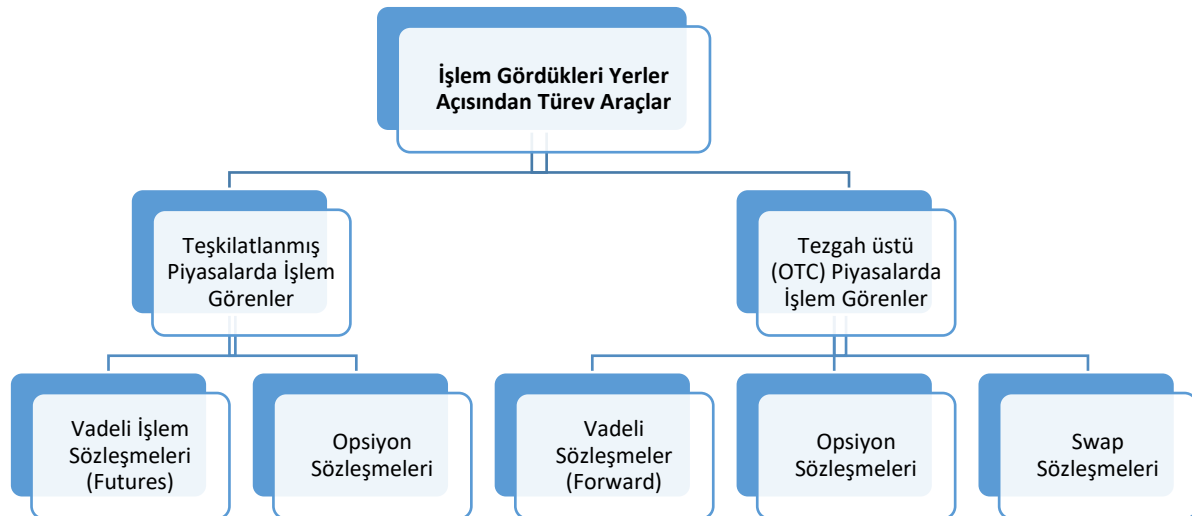 İşlem Gördükleri Yerler
Açısından Türev Araçlar
Teşkilatlanmış
Piyasalarda İşlem
Görenler
Tezgah üstü
(OTC) Piyasalarda
İşlem Görenler
Vadeli İşlem
Sözleşmeleri
(Futures)
Opsiyon
Sözleşmeleri
Vadeli
Sözleşmeler
(Forward)
Opsiyon
Sözleşmeleri
Swap
Sözleşmeleri